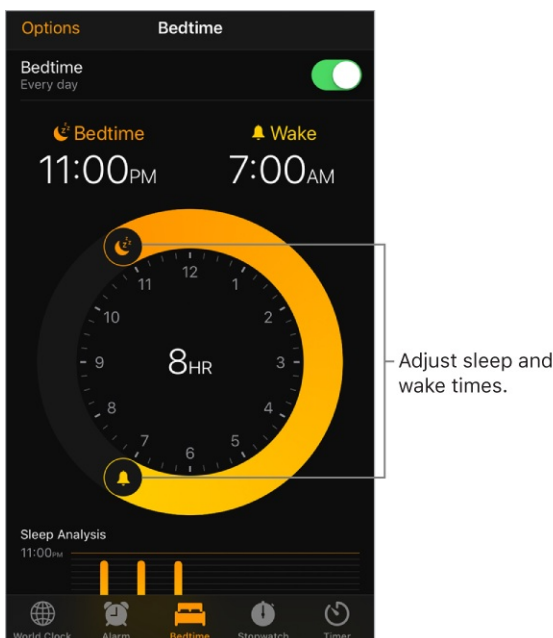 Options
Bedtime
Bedtime
Every day
Bedtime
Wake
11:00PM
7:00AM
12
1
2
3
4
5
6
7
8
9
10
11
8HR
Adjust sleep and
wake times.
Sleep Analysis
11:00PM
World Clock
Alarm
Bedtime
Stopwatch
Timer